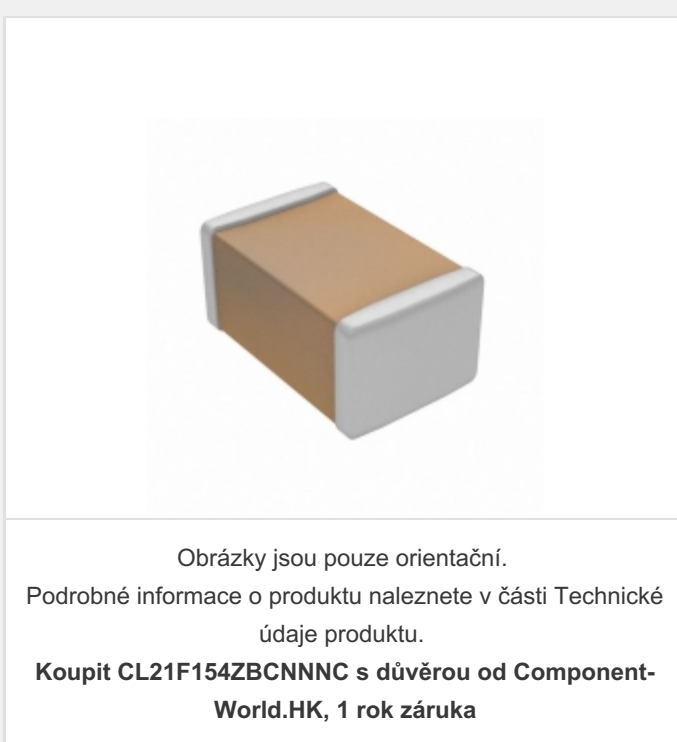 Obrázky jsou pouze orientační.
Podrobné informace o produktu naleznete v části Technické
údaje produktu.
Koupit CL21F154ZBCNNNC s důvěrou od Component-
World.HK, 1 rok záruka